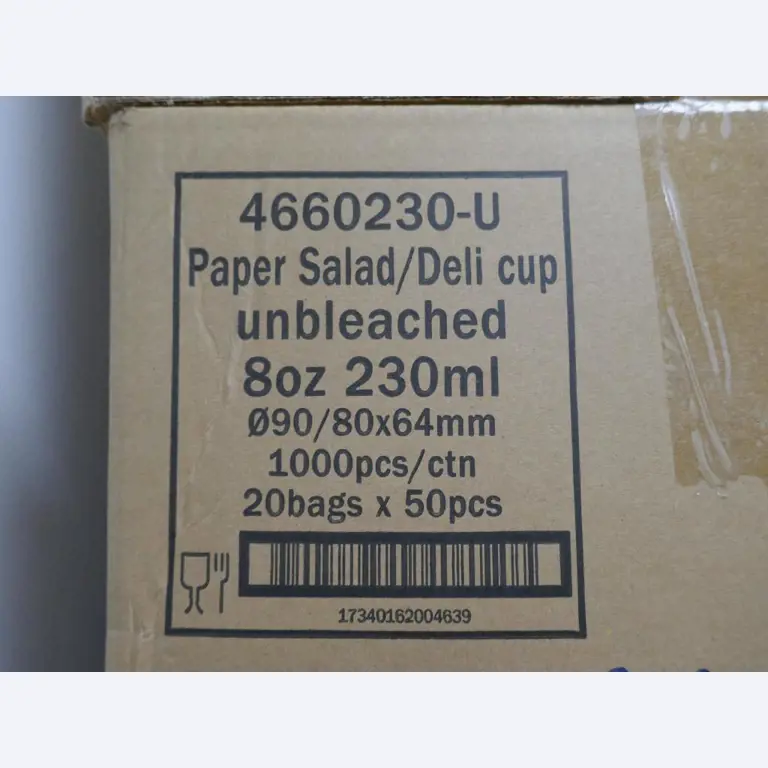 4660230-U
Paper Salad/Deli cup
unbleached
8oz 230ml
Ø90/80x64mm
1000pcs/ctn
20bags x 50pcs
17340162004639